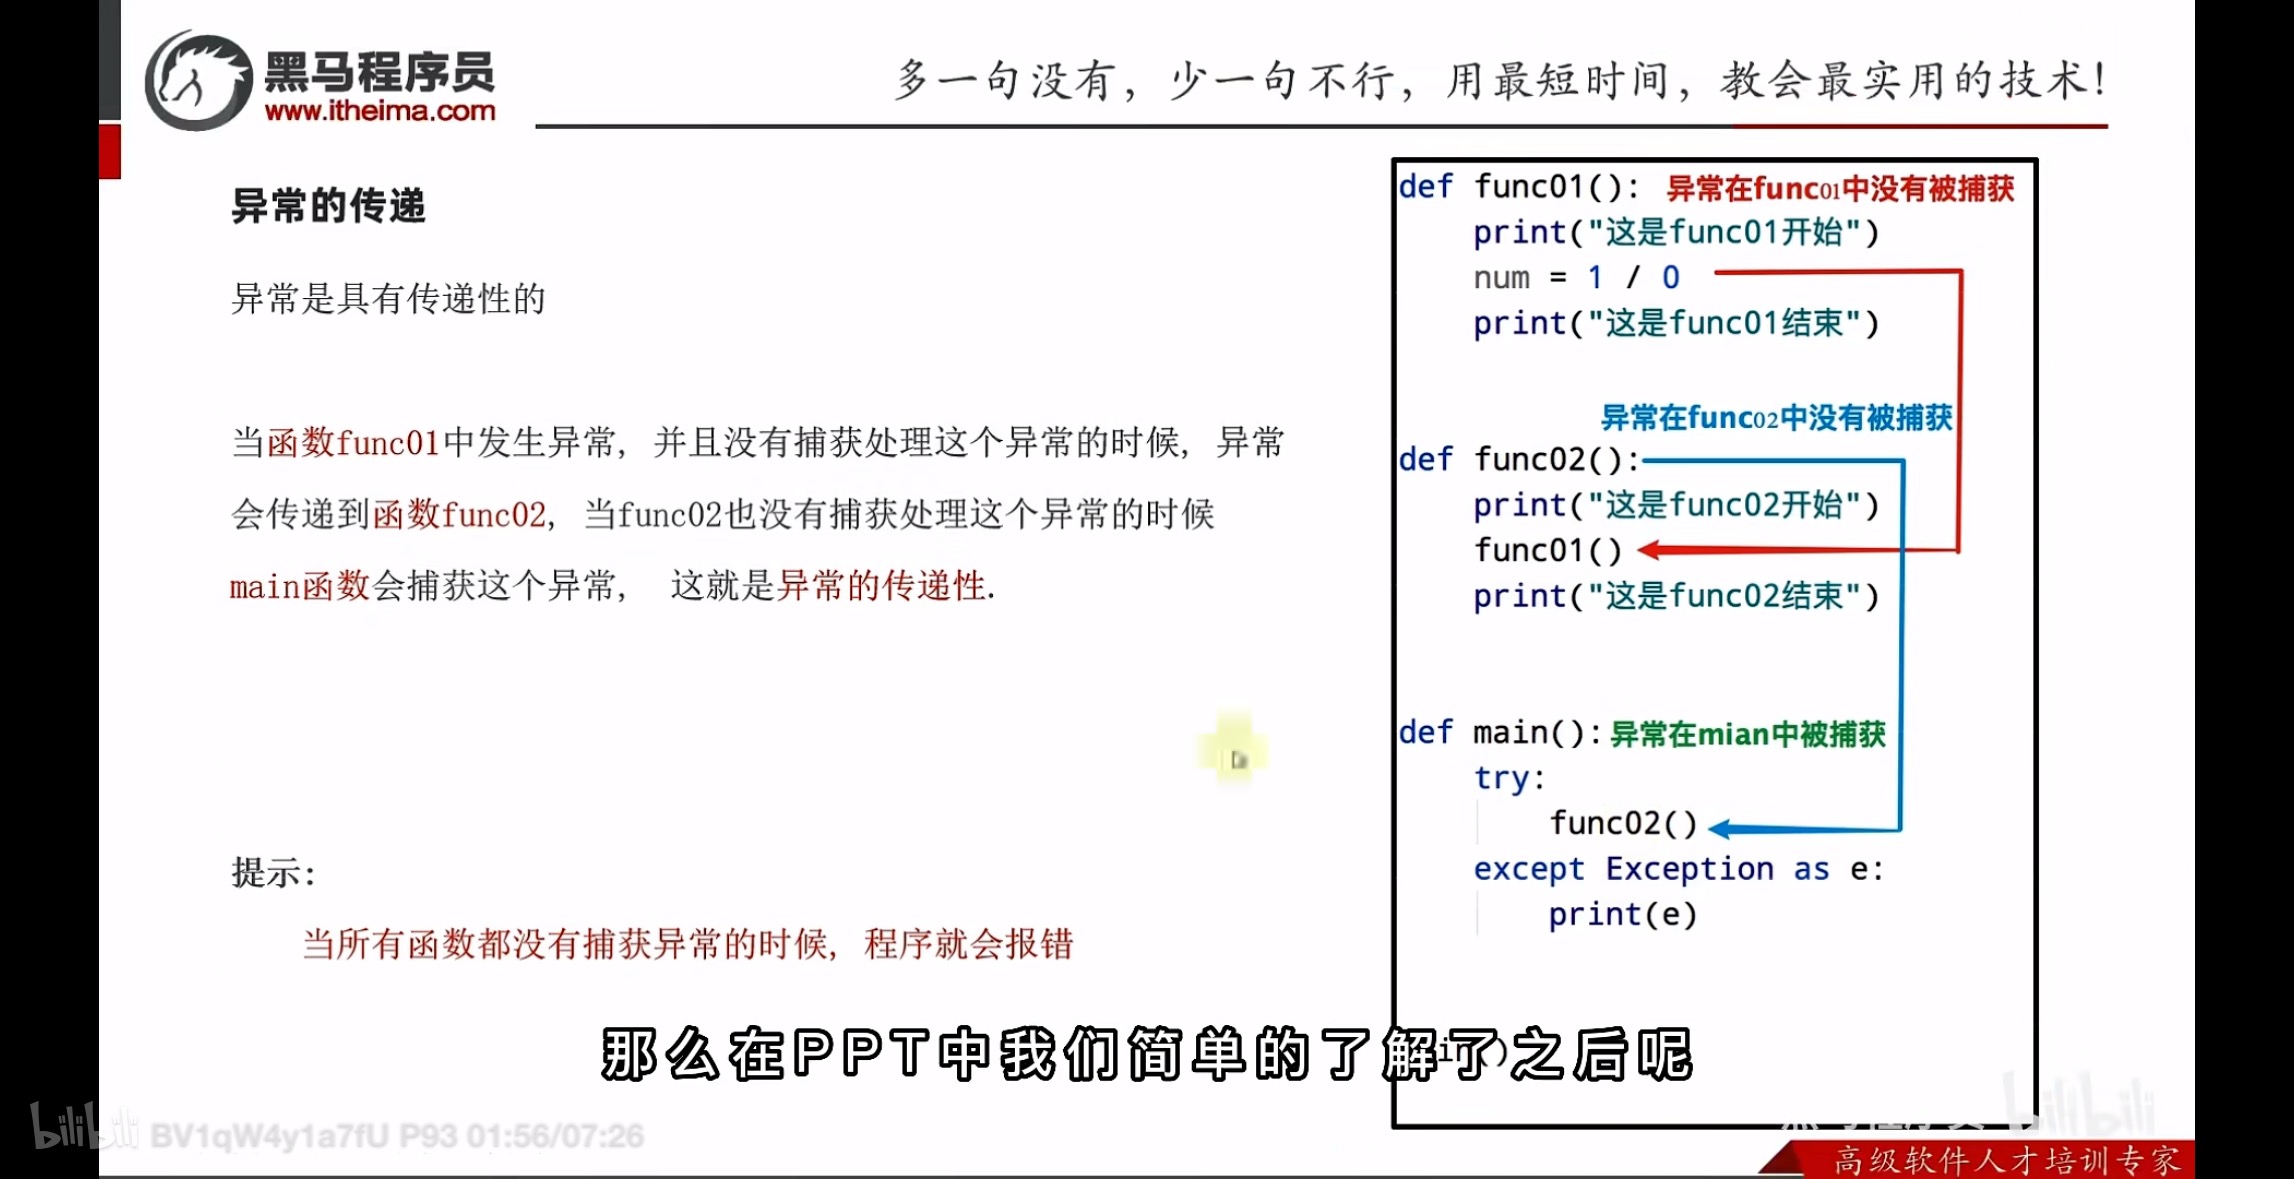 黑马程序员
www.itheima.com
多一句没有，少一句不行，用最短时间，教会最实用的技术！
异常的传递
异常是具有传递性的
当函数func01中发生异常, 并且没有捕获处理这个异常的时候, 异常
会传递到函数func02, 当func02也没有捕获处理这个异常的时候
main函数会捕获这个异常, 这就是异常的传递性.
提示:
当所有函数都没有捕获异常的时候, 程序就会报错
def func01(): 异常在func01中没有被捕获
print("这是func01开始")
num = 1 / 0
print("这是func01结束")
异常在func02中没有被捕获
def func02():
print("这是func02开始")
func01()
print("这是func02结束")
def main(): 异常在mian中被捕获
try:
func02()
except Exception as e:
print(e)
那么在PPT中我们简单的了解了之后呢
bilibili BV1qW4y1a7fU P93 01:56/07:26
bilibili
高级软件人才培训专家